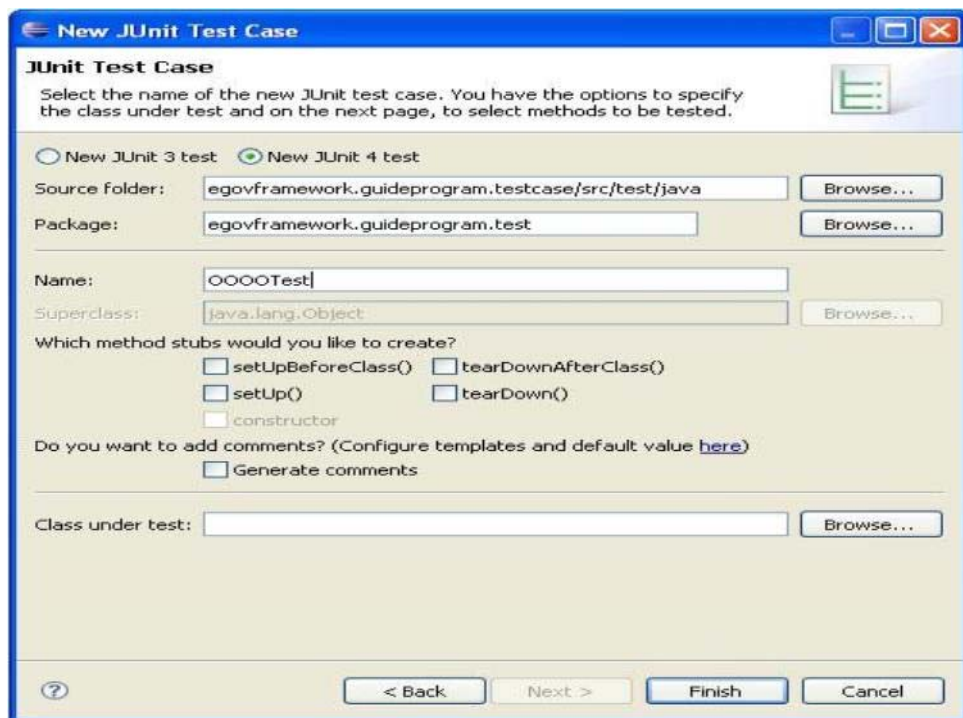 New JUnit Test Case
JUnit Test Case
Select the name of the new JUnit test case. You have the options to specify
the class under test and on the next page, to select methods to be tested.
New JUnit 3 test New JUnit 4 test
Source folder: egovframework.guideprogram.testcase/src/test/java Browse...
Package: egovframework.guideprogram.test Browse...
Name: OOOOTest
Superclass: java.lang.Object Browse...
Which method stubs would you like to create?
setUpBeforeClass() tearDownAfterClass()
setUp() tearDown()
constructor
Do you want to add comments? (Configure templates and default value here)
Generate comments
Class under test: Browse...
? < Back Next > Finish Cancel